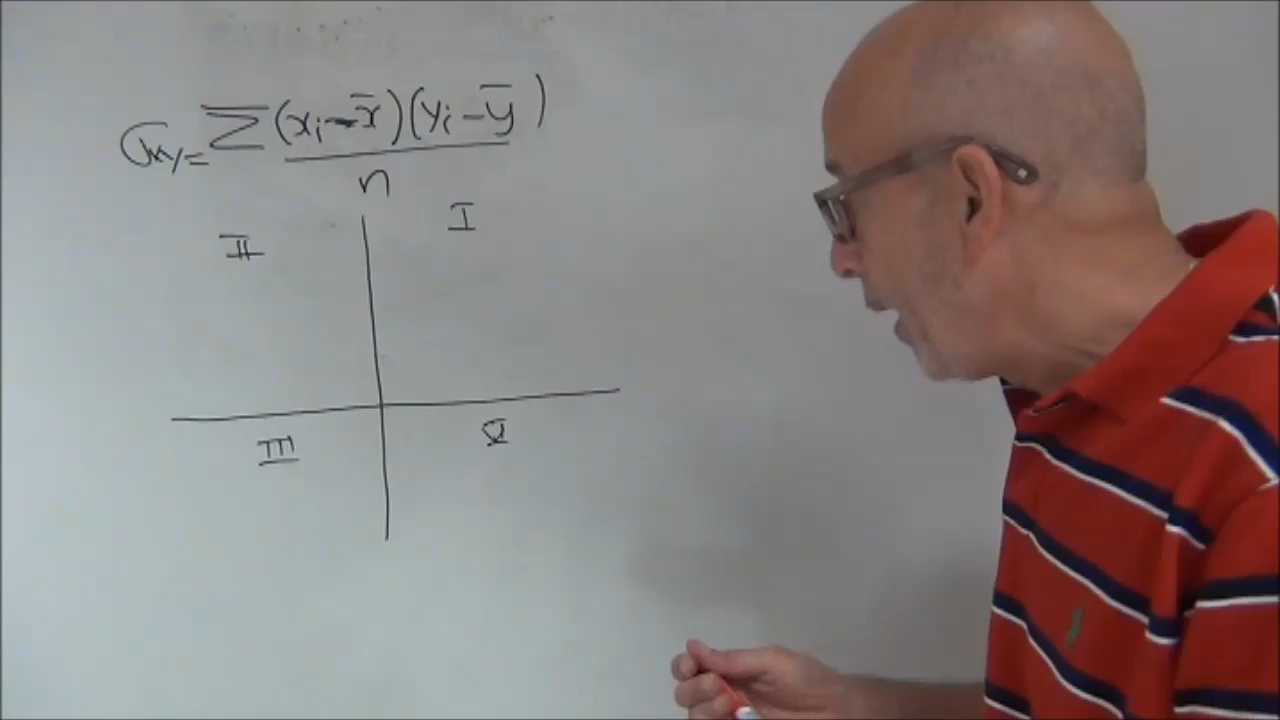 σxy = Σ(xi - x̄)(yi - ȳ)
n
I
II
III
IV